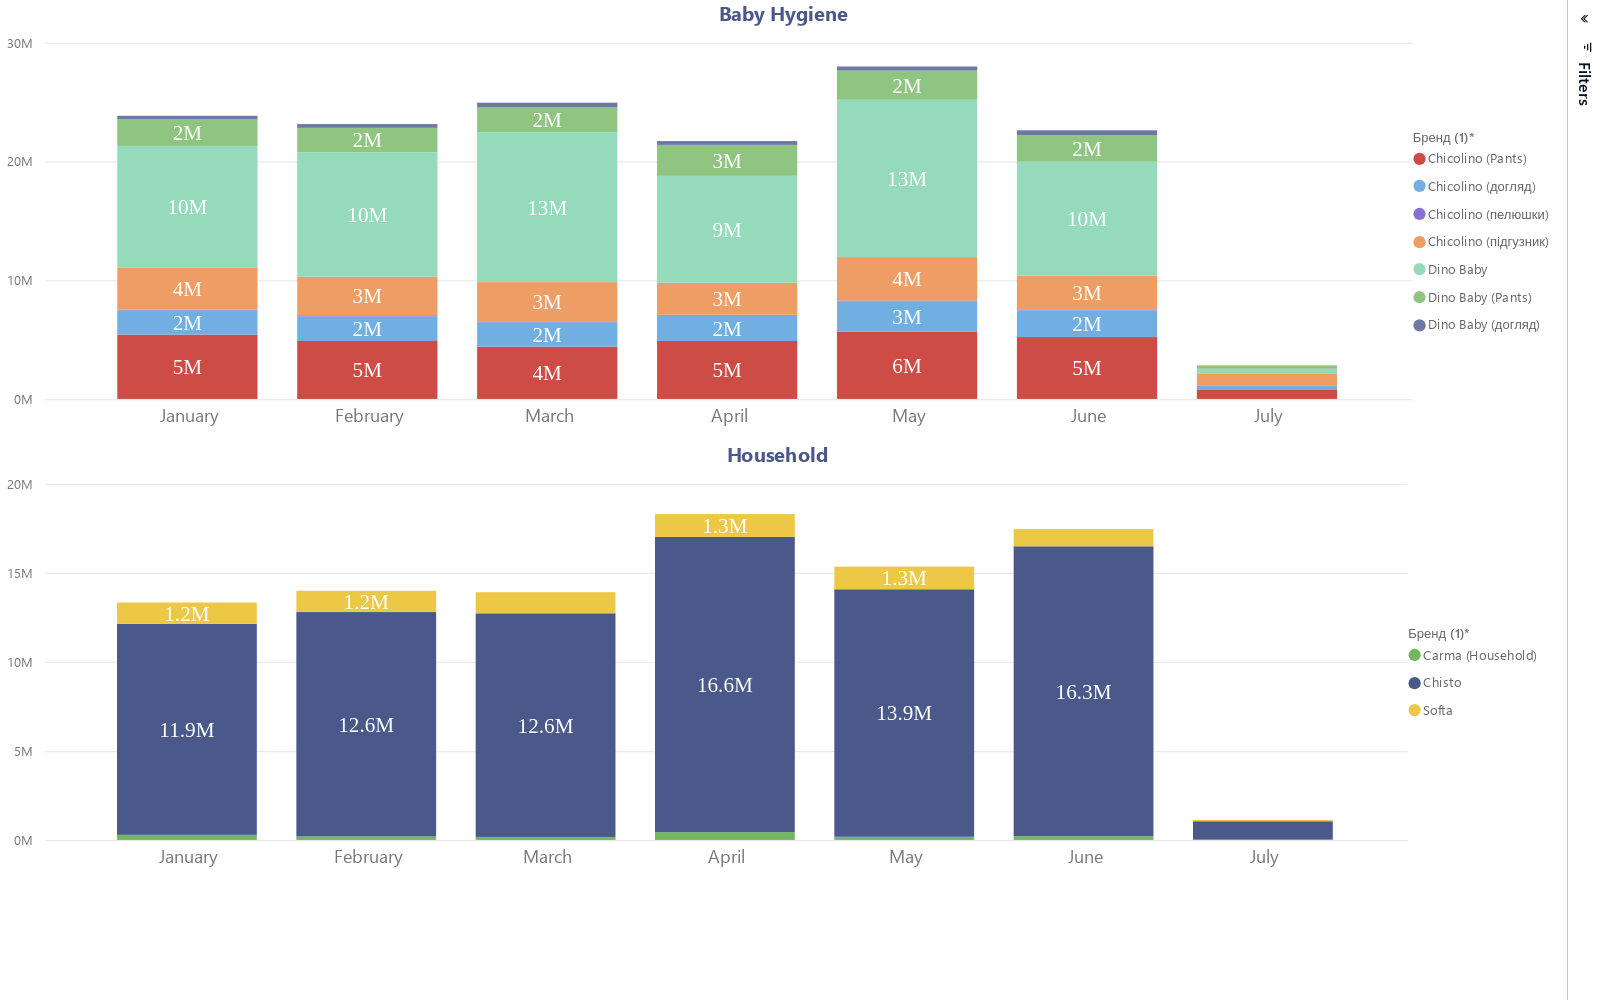 Baby Hygiene
30M
20M
10M
0M
2M
2M
2M
3M
2M
2M
10M
10M
13M
9M
13M
10M
4M
3M
3M
3M
4M
3M
2M
2M
2M
2M
3M
2M
5M
5M
4M
5M
6M
5M
January February March April May June July
Бренд (1)*
Chicolino (Pants)
Chicolino (догляд)
Chicolino (пелюшки)
Chicolino (підгузник)
Dino Baby
Dino Baby (Pants)
Dino Baby (догляд)
Household
20M
15M
10M
5M
0M
1.2M
1.2M
1.3M
1.3M
11.9M
12.6M
12.6M
16.6M
13.9M
16.3M
January February March April May June July
Бренд (1)*
Carma (Household)
Chisto
Softa
Filters